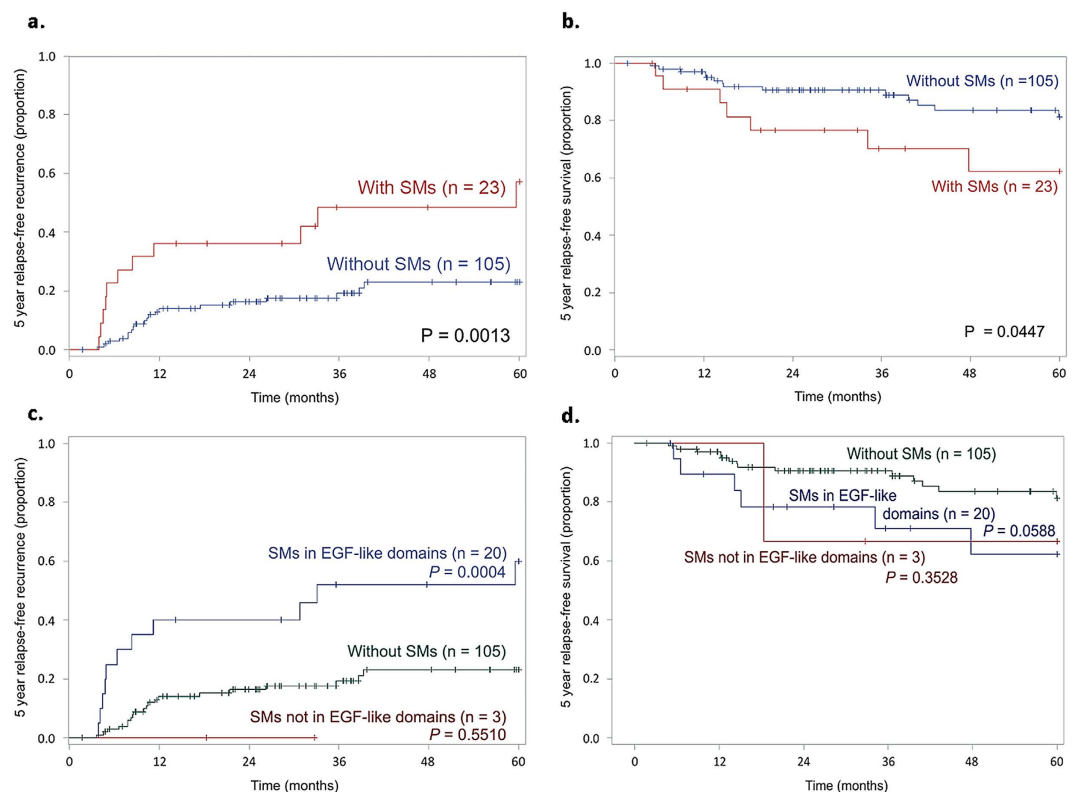 a.
5 year relapse-free recurrence (proportion)
1.0
0.8
0.6
0.4
0.2
0.0
With SMs (n = 23)
Without SMs (n = 105)
P = 0.0013
0 12 24 36 48 60
Time (months)
b.
5 year relapse-free survival (proportion)
1.0
0.8
0.6
0.4
0.2
0.0
Without SMs (n =105)
With SMs (n = 23)
P = 0.0447
0 12 24 36 48 60
Time (months)
c.
5 year relapse-free recurrence (proportion)
1.0
0.8
0.6
0.4
0.2
0.0
SMs in EGF-like domains (n = 20)
P = 0.0004
Without SMs (n = 105)
SMs not in EGF-like domains (n = 3)
P = 0.5510
0 12 24 36 48 60
Time (months)
d.
5 year relapse-free survival (proportion)
1.0
0.8
0.6
0.4
0.2
0.0
Without SMs (n = 105)
SMs in EGF-like
domains (n = 20)
P = 0.0588
SMs not in EGF-like domains (n = 3)
P = 0.3528
0 12 24 36 48 60
Time (months)